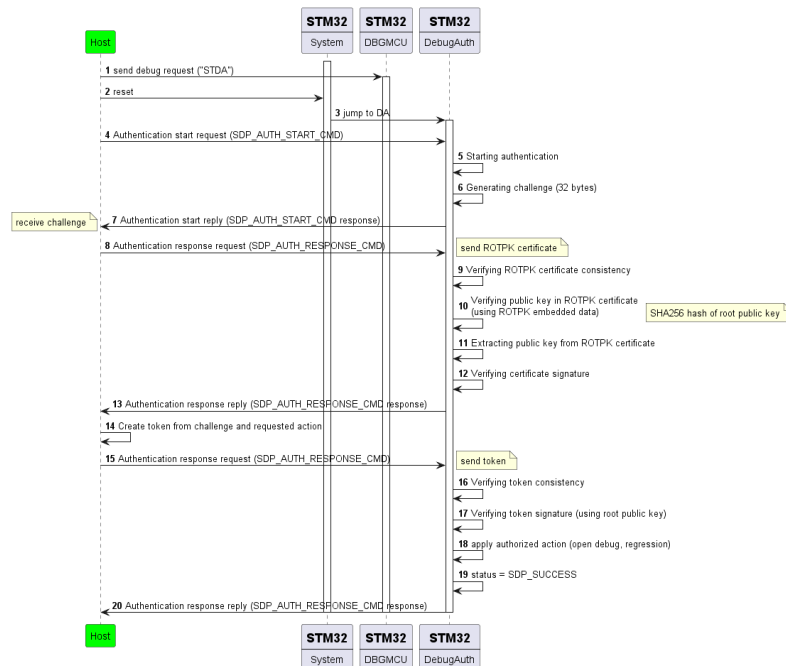 STM32 STM32 STM32
Host System DBGMCU DebugAuth
1 send debug request ("STDA")
2 reset
3 jump to DA
4 Authentication start request (SDP_AUTH_START_CMD)
5 Starting authentication
6 Generating challenge (32 bytes)
receive challenge 7 Authentication start reply (SDP_AUTH_START_CMD response)
8 Authentication response request (SDP_AUTH_RESPONSE_CMD) send ROTPK certificate
9 Verifying ROTPK certificate consistency
10 Verifying public key in ROTPK certificate
(using ROTPK embedded data) SHA256 hash of root public key
11 Extracting public key from ROTPK certificate
12 Verifying certificate signature
13 Authentication response reply (SDP_AUTH_RESPONSE_CMD response)
14 Create token from challenge and requested action
15 Authentication response request (SDP_AUTH_RESPONSE_CMD) send token
16 Verifying token consistency
17 Verifying token signature (using root public key)
18 apply authorized action (open debug, regression)
19 status = SDP_SUCCESS
20 Authentication response reply (SDP_AUTH_RESPONSE_CMD response)
Host STM32 STM32 STM32
System DBGMCU DebugAuth